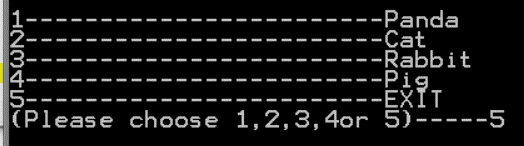 1-------------------------Panda
2-------------------------Cat
3-------------------------Rabbit
4-------------------------Pig
5-------------------------EXIT
(Please choose 1,2,3,4or 5)-----5